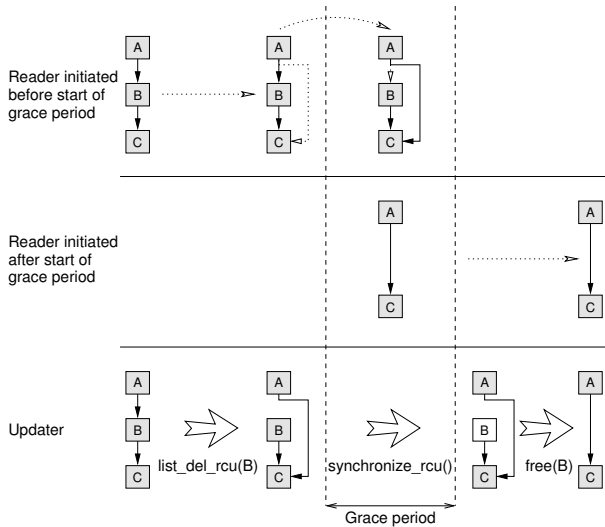 A
A
A
Reader initiated
before start of
grace period
B
B
B
C
C
C
Reader initiated
after start of
grace period
A
A
C
C
Updater
A
A
A
A
B
B
B
C
C
C
C
list_del_rcu(B)
synchronize_rcu()
free(B)
Grace period